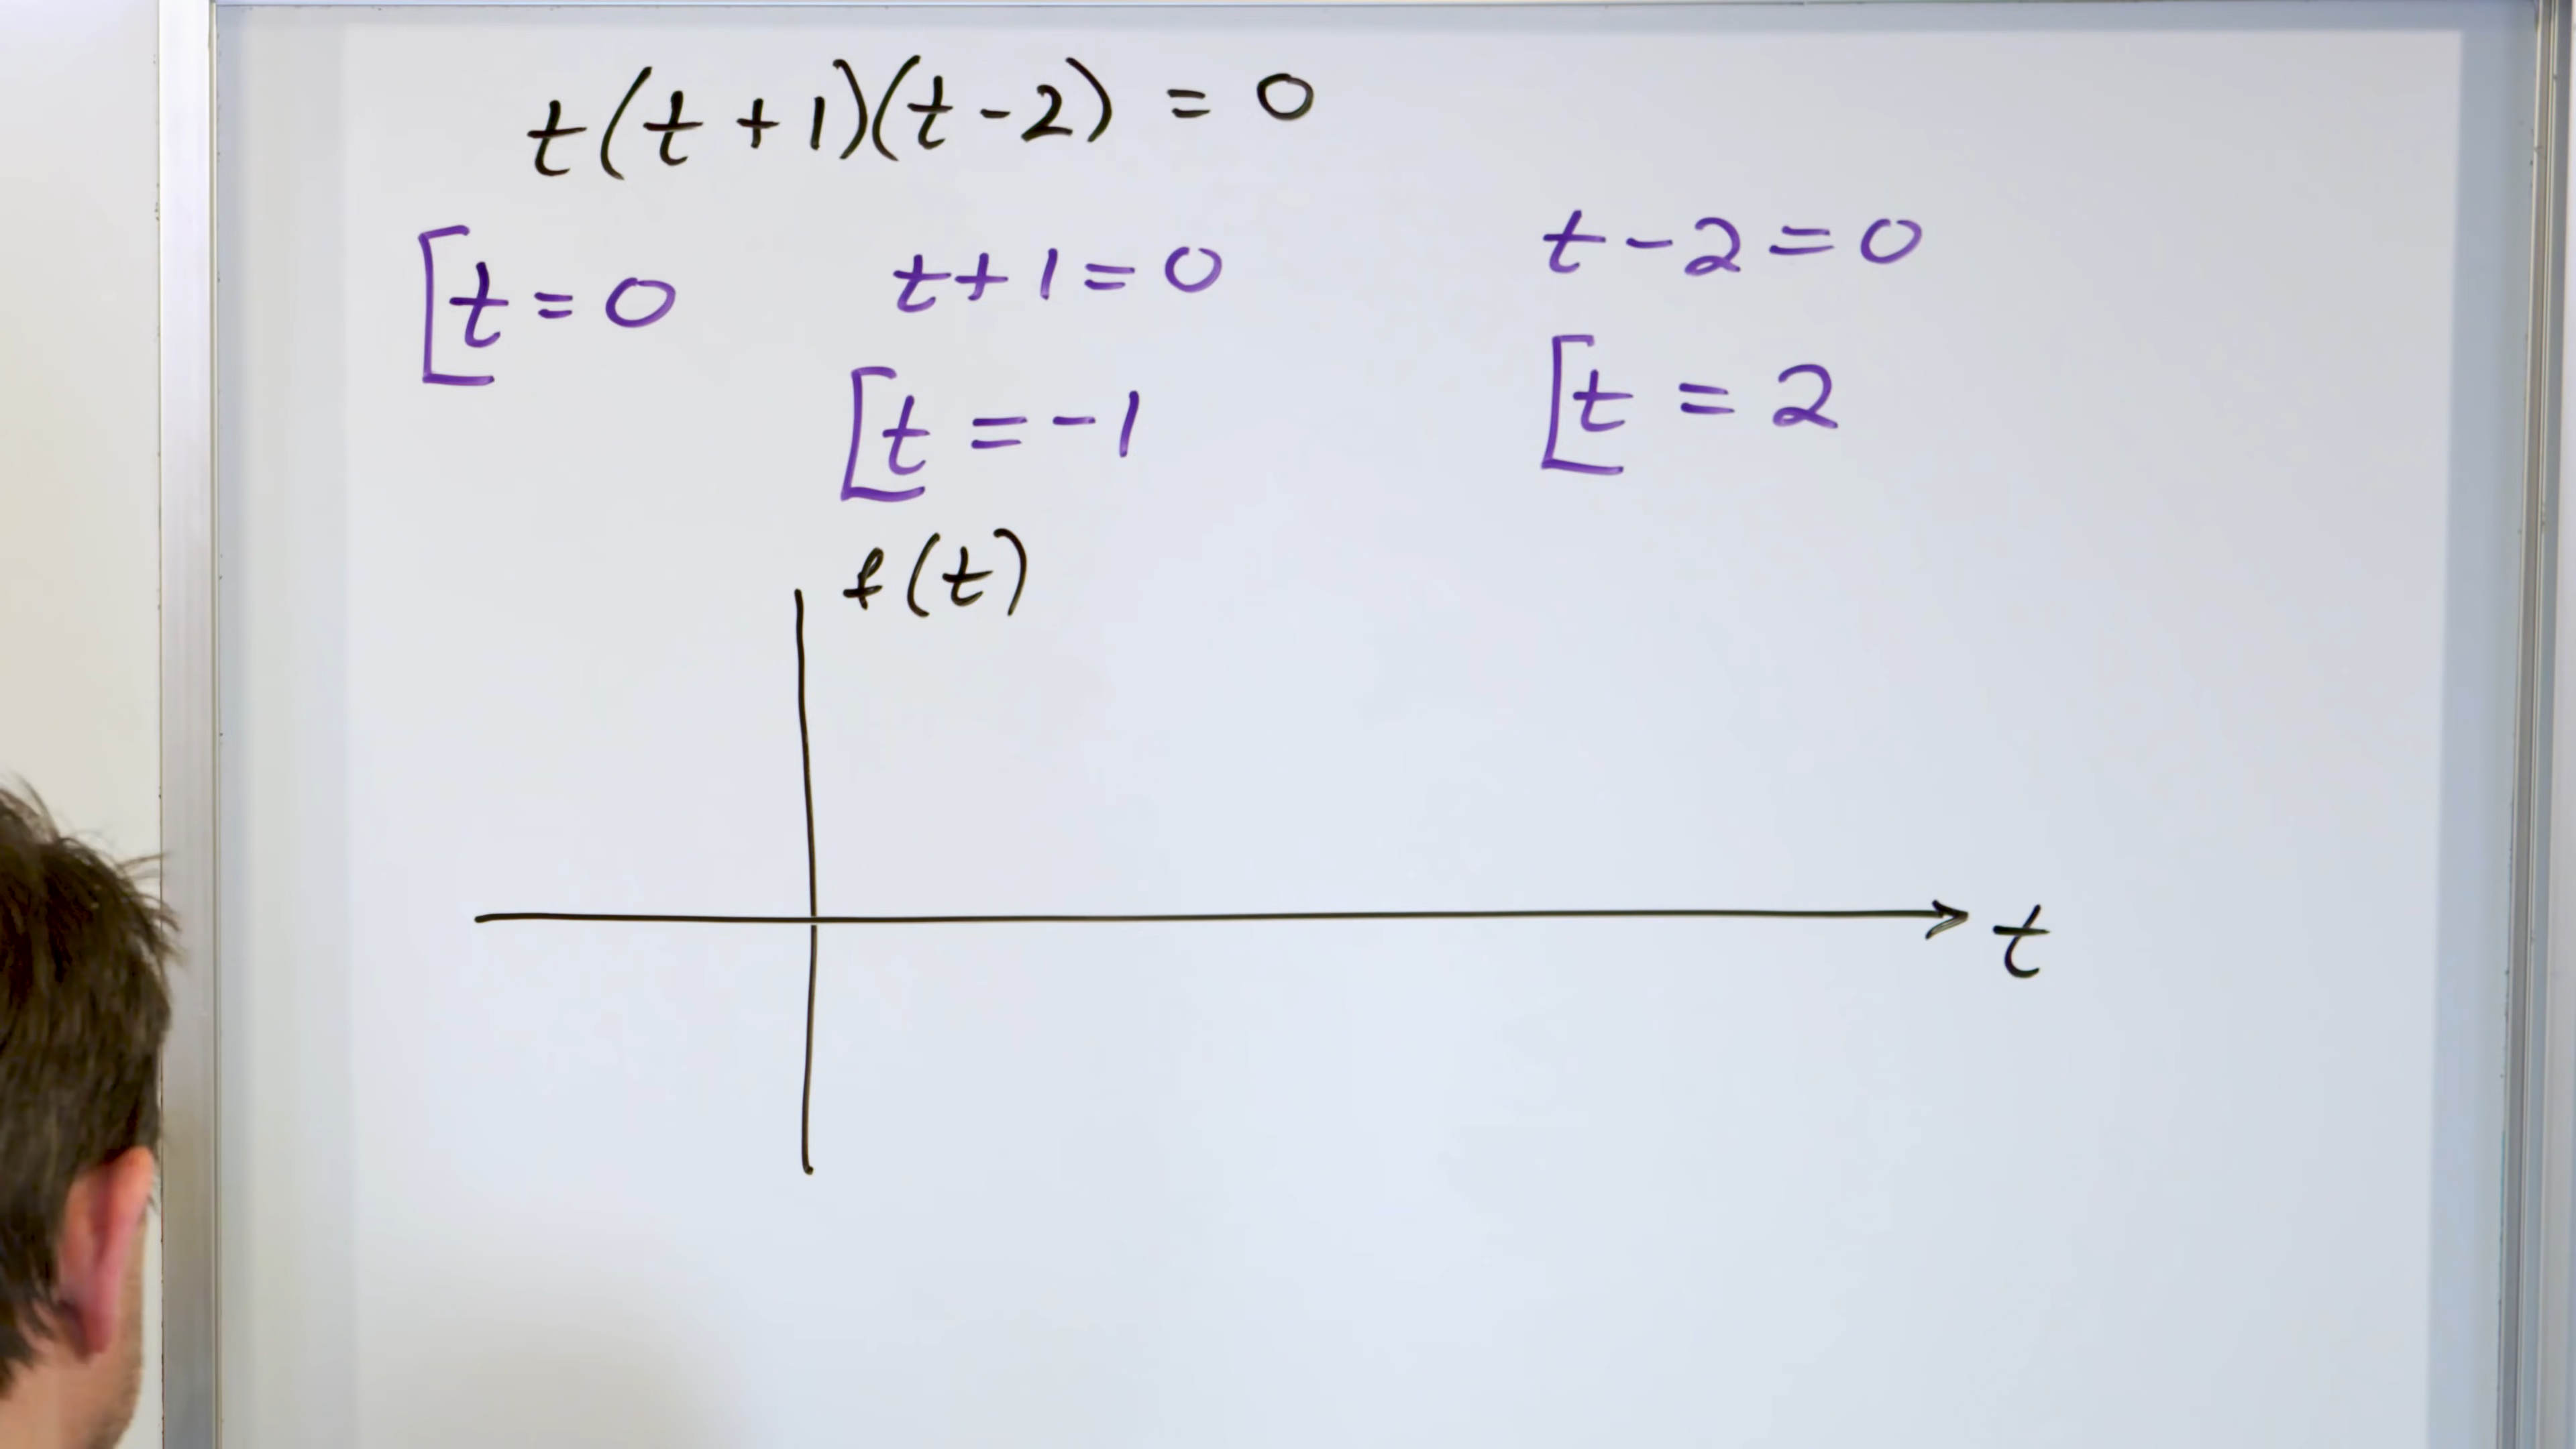 t(t+1)(t-2) = 0
t=0
t+1=0
t-2=0
t=-1
t=2
f(t)
t